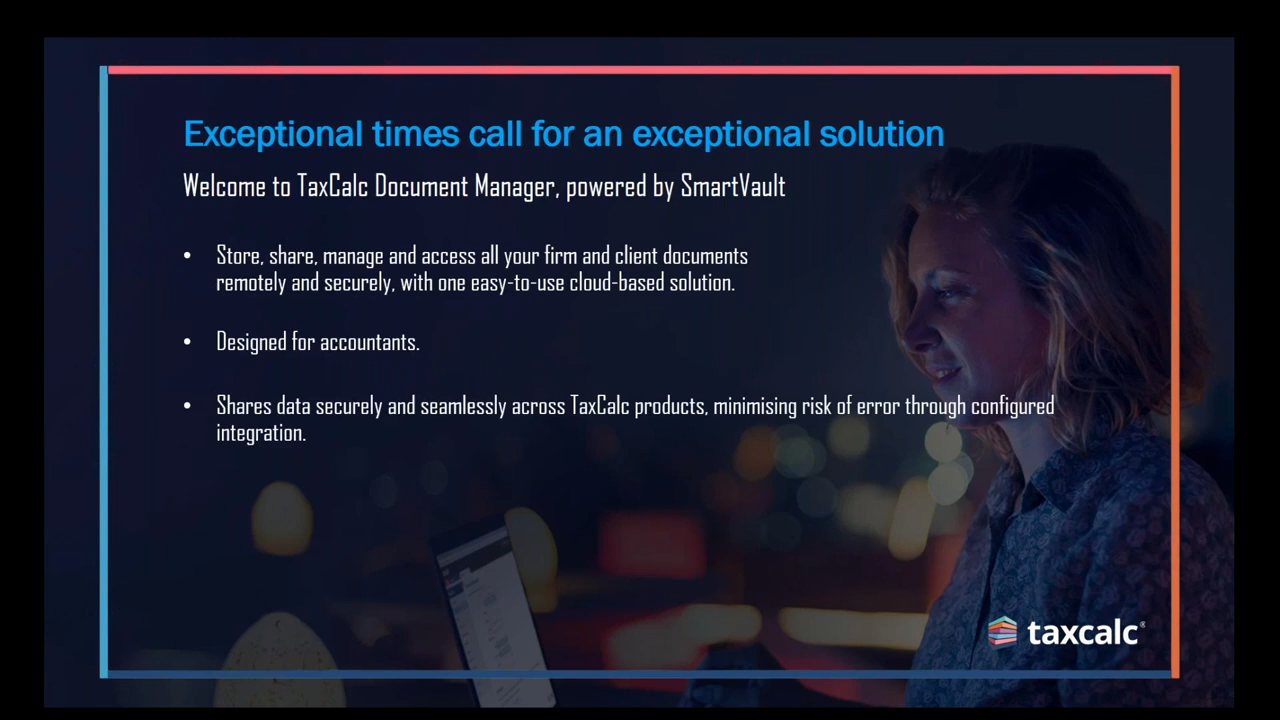 Exceptional times call for an exceptional solution
Welcome to TaxCalc Document Manager, powered by SmartVault
• Store, share, manage and access all your firm and client documents
remotely and securely, with one easy-to-use cloud-based solution.
• Designed for accountants.
• Shares data securely and seamlessly across TaxCalc products, minimising risk of error through configured
integration.
taxcalc®